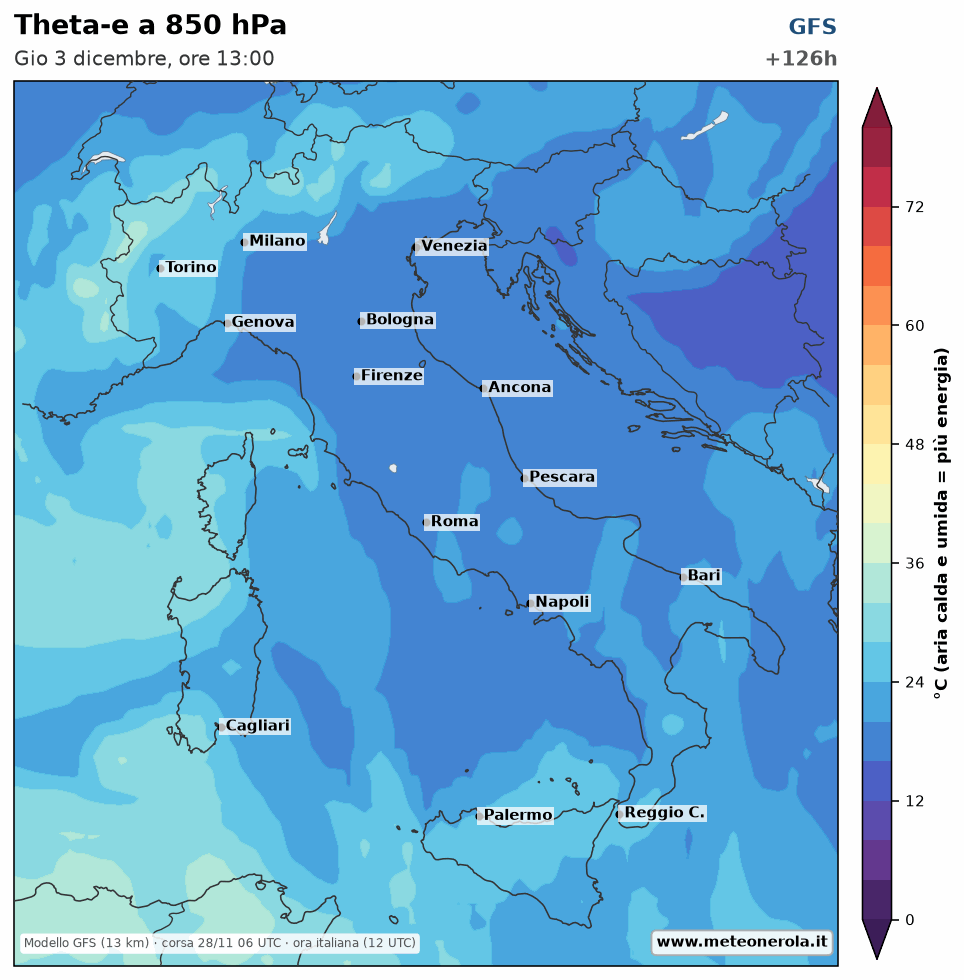 Theta-e a 850 hPa
GFS
Gio 3 dicembre, ore 13:00
+126h
Milano
Venezia
Torino
Genova
Bologna
Firenze
Ancona
Pescara
Roma
Bari
Napoli
Cagliari
Palermo
Reggio C.
72
60
48
36
24
12
0
°C (aria calda e umida = più energia)
Modello GFS (13 km) · corsa 28/11 06 UTC · ora italiana (12 UTC)
www.meteonerola.it